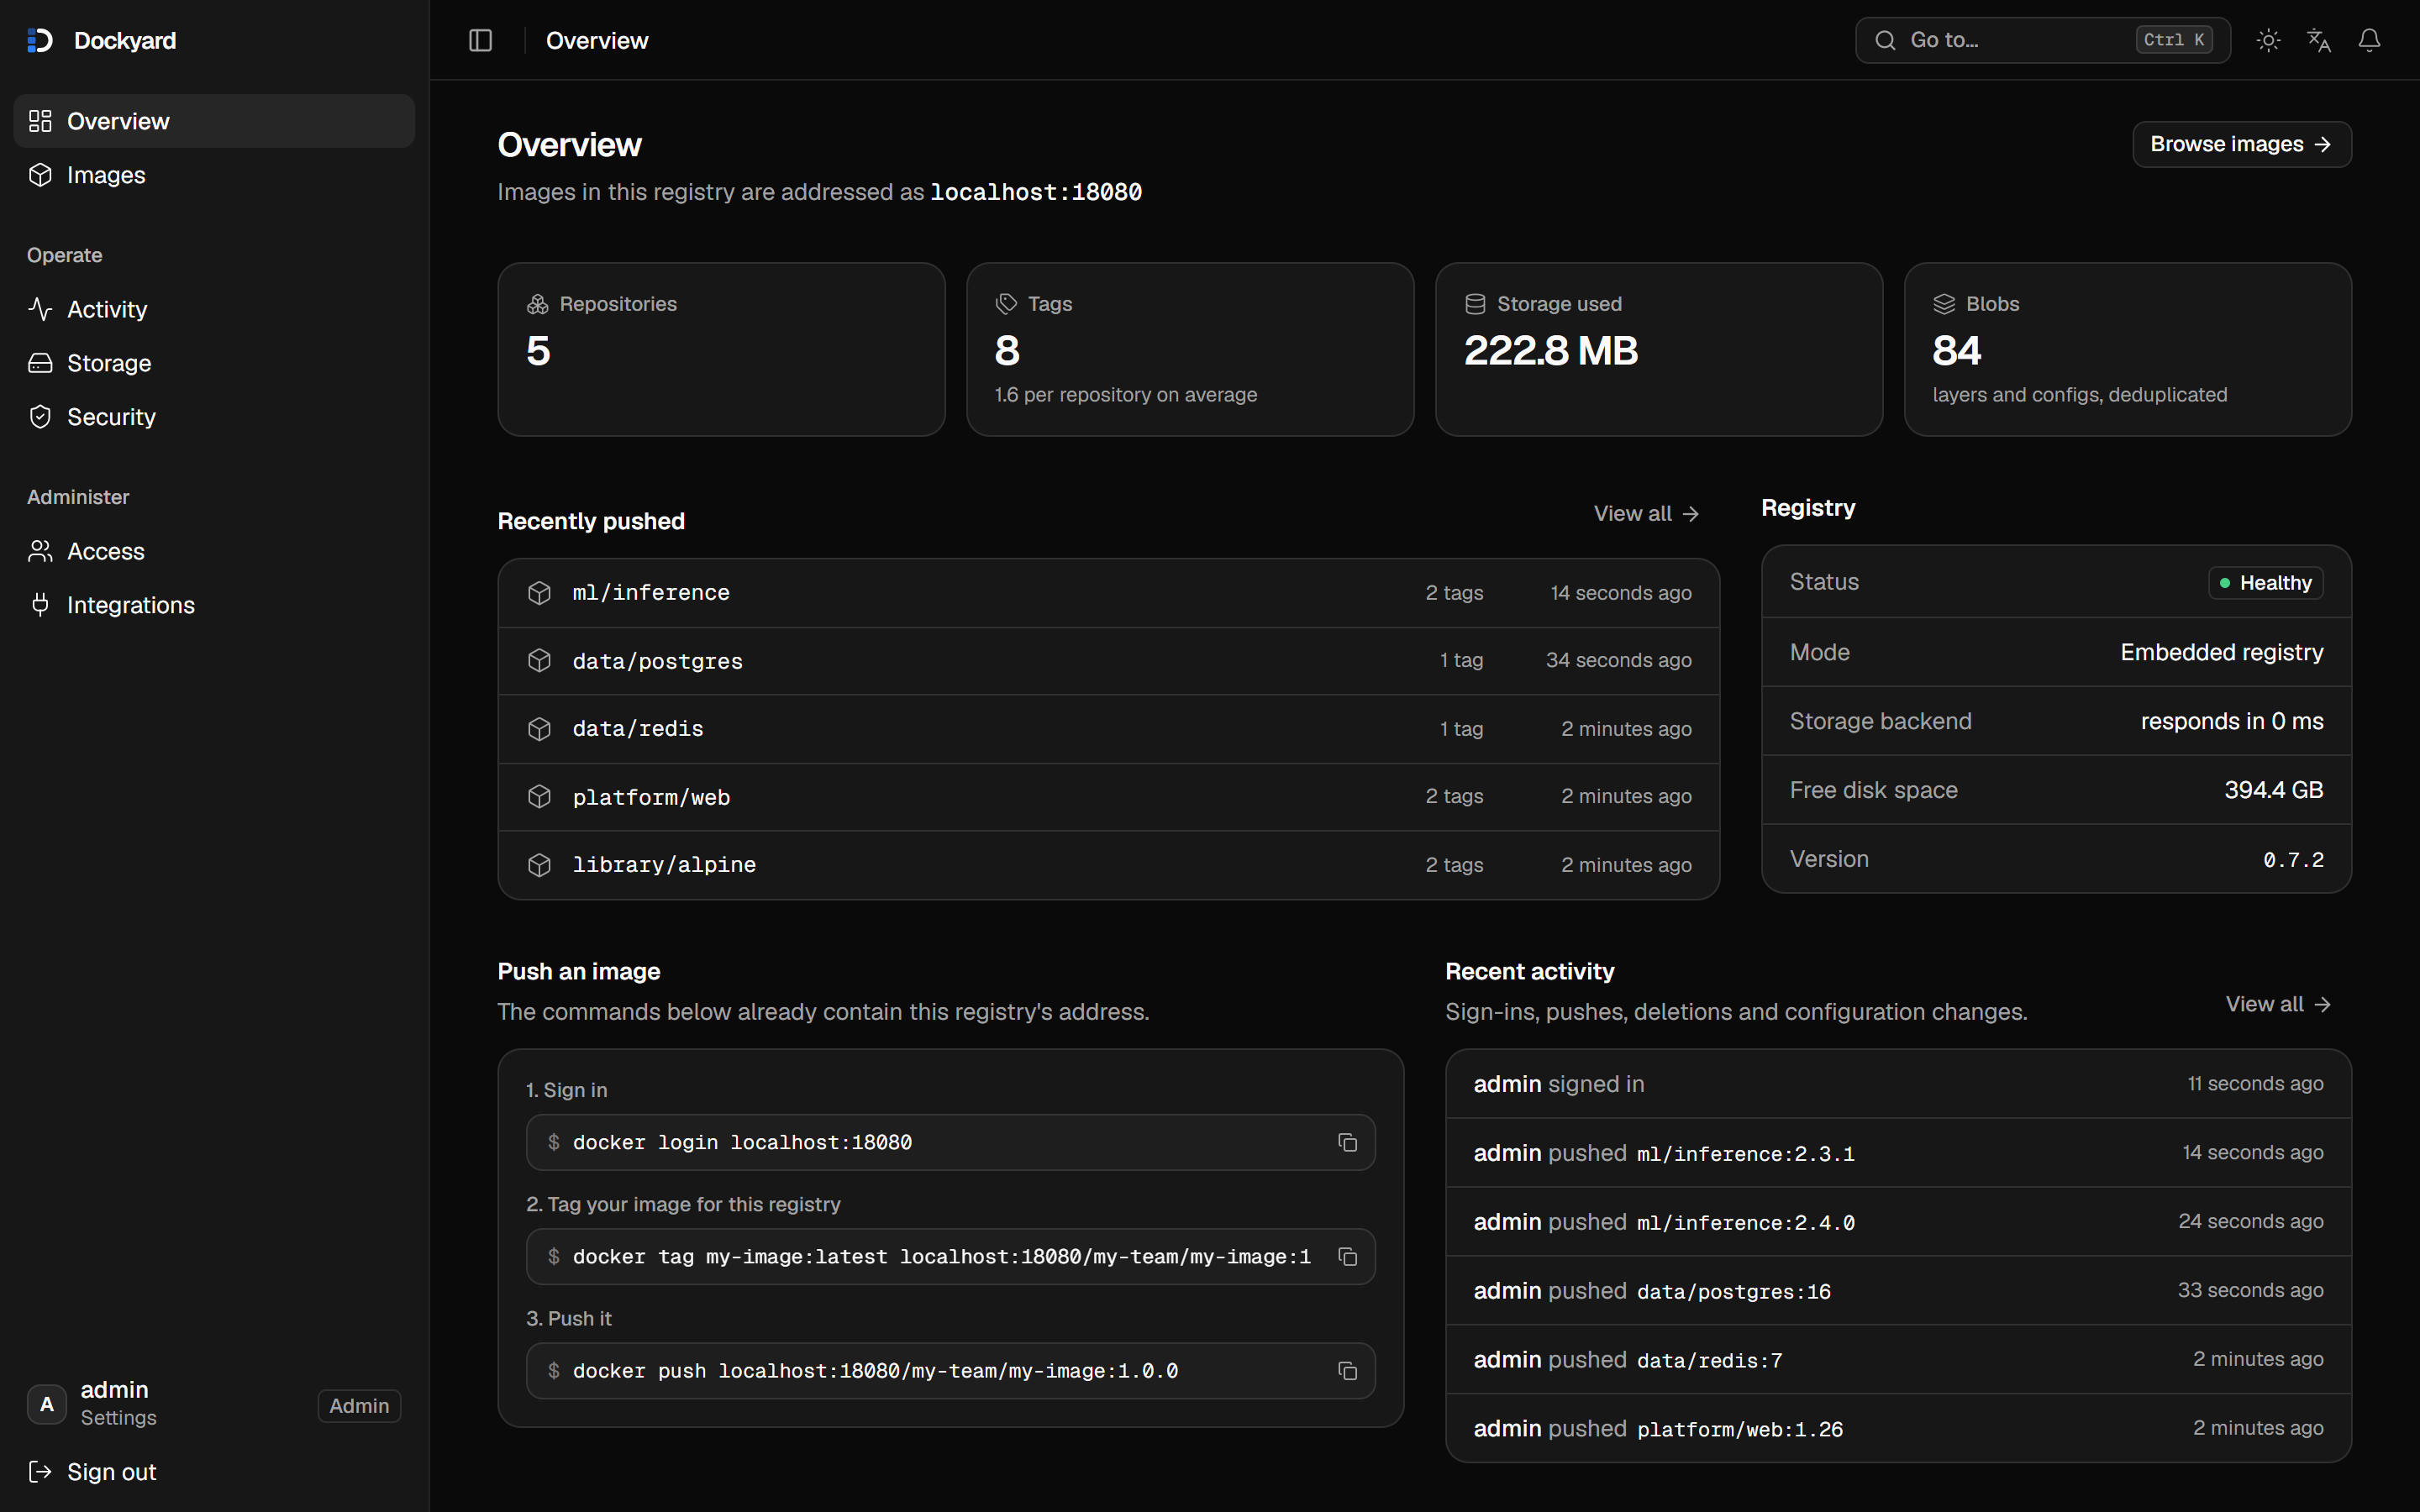 Dockyard
Overview
Images
Operate
Activity
Storage
Security
Administer
Access
Integrations
A
admin
Settings
Admin
Sign out
Overview
Go to...
Ctrl K
Overview
Browse images
Images in this registry are addressed as localhost:18080
Repositories
5
Tags
8
1.6 per repository on average
Storage used
222.8 MB
Blobs
84
layers and configs, deduplicated
Recently pushed
View all
ml/inference 2 tags 14 seconds ago
data/postgres 1 tag 34 seconds ago
data/redis 1 tag 2 minutes ago
platform/web 2 tags 2 minutes ago
library/alpine 2 tags 2 minutes ago
Registry
Status Healthy
Mode Embedded registry
Storage backend responds in 0 ms
Free disk space 394.4 GB
Version 0.7.2
Push an image
The commands below already contain this registry's address.
1. Sign in
$ docker login localhost:18080
2. Tag your image for this registry
$ docker tag my-image:latest localhost:18080/my-team/my-image:1
3. Push it
$ docker push localhost:18080/my-team/my-image:1.0.0
Recent activity
Sign-ins, pushes, deletions and configuration changes.
View all
admin signed in 11 seconds ago
admin pushed ml/inference:2.3.1 14 seconds ago
admin pushed ml/inference:2.4.0 24 seconds ago
admin pushed data/postgres:16 33 seconds ago
admin pushed data/redis:7 2 minutes ago
admin pushed platform/web:1.26 2 minutes ago